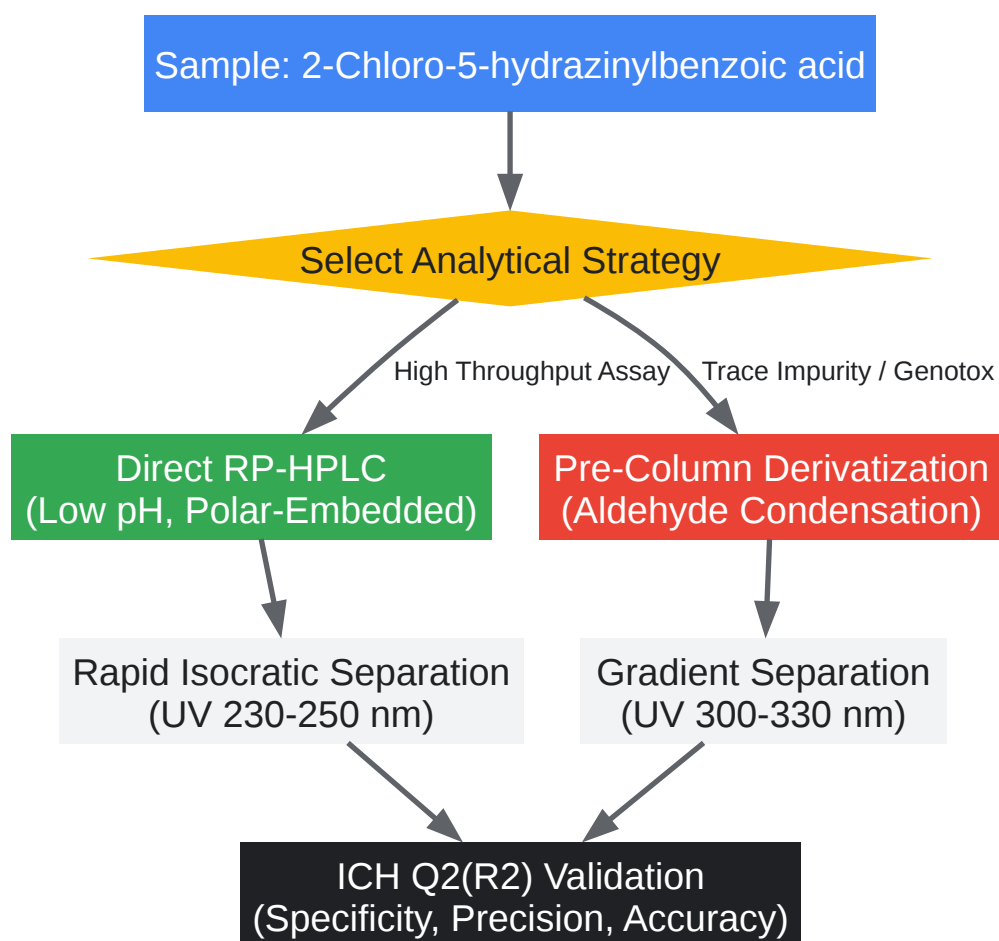 Sample: 2-Chloro-5-hydrazinylbenzoic acid
Select Analytical Strategy
High Throughput Assay
Trace Impurity / Genotox
Direct RP-HPLC
(Low pH, Polar-Embedded)
Pre-Column Derivatization
(Aldehyde Condensation)
Rapid Isocratic Separation
(UV 230-250 nm)
Gradient Separation
(UV 300-330 nm)
ICH Q2(R2) Validation
(Specificity, Precision, Accuracy)